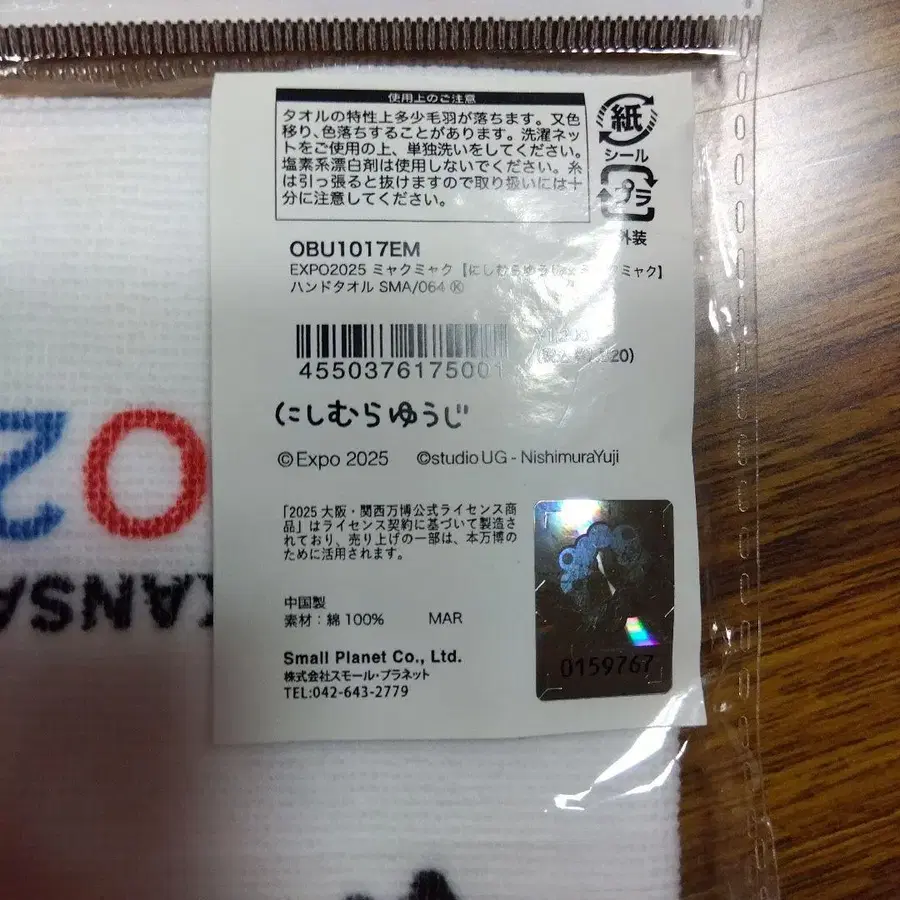 使用上のご注意
タオルの特性上多少毛羽が落ちます。又色
移り、色落ちすることがあります。洗濯ネッ
トをご使用の上、単独洗いをしてください。
塩素系漂白剤は使用しないでください。糸
は引っ張ると抜けますので取り扱いには十
分に注意してください。
紙
シール
プラ
外装
OBU1017EM
EXPO2025 ミャクミャク【にしむらゆうじ×ミャクミャク】
ハンドタオル SMA/064 Ⓚ
4550376175001
にしむらゆうじ
©Expo 2025 ©studio UG - NishimuraYuji
「2025 大阪・関西万博公式ライセンス商
品」はライセンス契約に基づいて製造さ
れており、売り上げの一部は、本万博の
ために活用されます。
中国製
素材：綿 100% MAR
Small Planet Co., Ltd.
株式会社スモール・プラネット
TEL:042-643-2779
0159767
20
KANSA